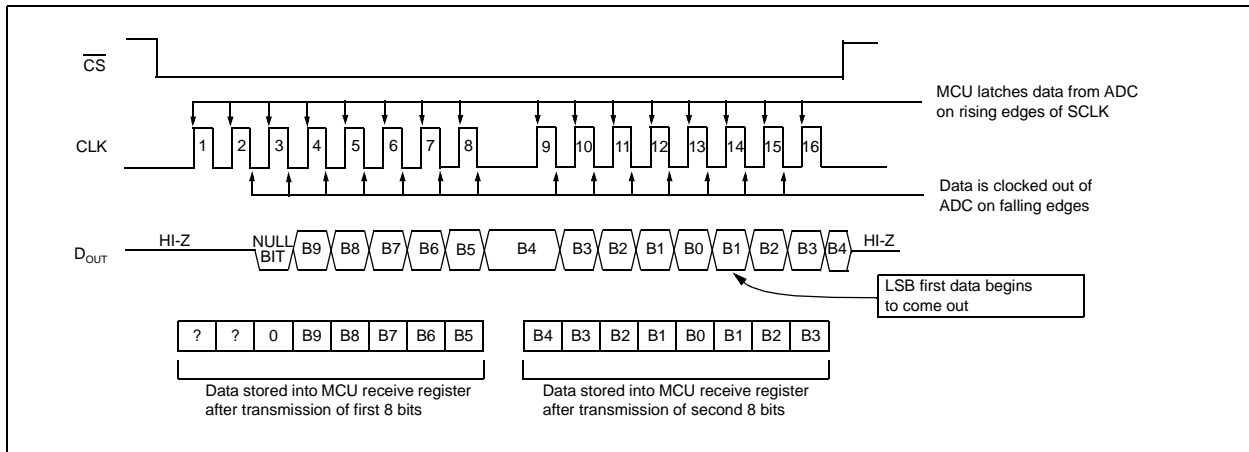 CS
MCU latches data from ADC
on rising edges of SCLK
CLK
1 2 3 4 5 6 7 8 9 10 11 12 13 14 15 16
Data is clocked out of
ADC on falling edges
DOUT
HI-Z
NULL
BIT
B9 B8 B7 B6 B5 B4 B3 B2 B1 B0 B1 B2 B3 B4
HI-Z
LSB first data begins
to come out
? ? 0 B9 B8 B7 B6 B5
B4 B3 B2 B1 B0 B1 B2 B3
Data stored into MCU receive register
after transmission of first 8 bits
Data stored into MCU receive register
after transmission of second 8 bits